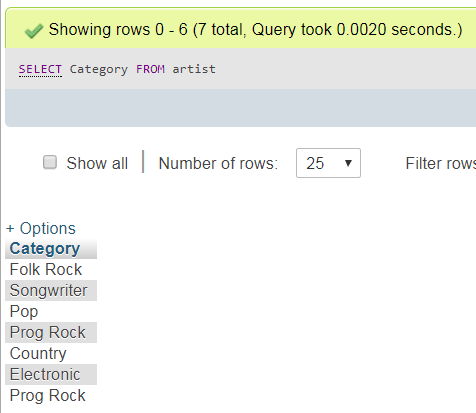 Showing rows 0 - 6 (7 total, Query took 0.0020 seconds.)
SELECT Category FROM artist
Show all | Number of rows: 25 Filter rows
+ Options
Category
Folk Rock
Songwriter
Pop
Prog Rock
Country
Electronic
Prog Rock